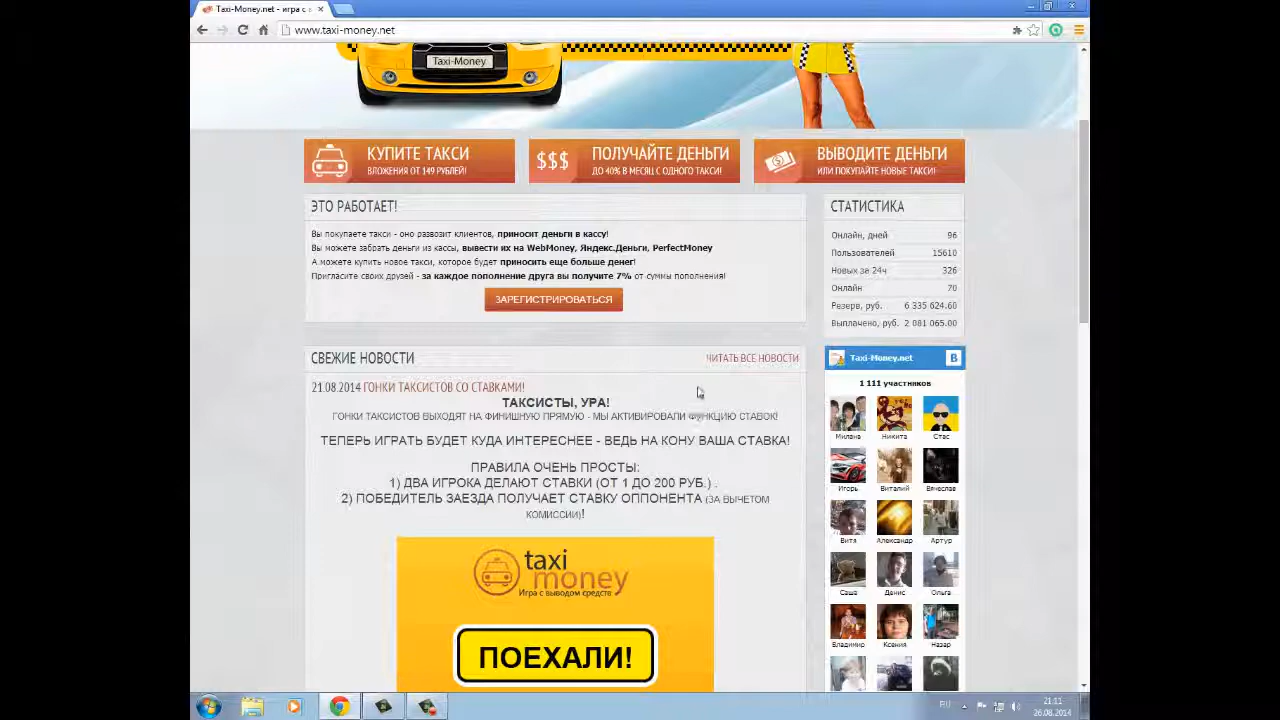 Taxi-Money.net - игра с в
www.taxi-money.net
Taxi-Money
КУПИТЕ ТАКСИ
ВЛОЖЕНИЯ ОТ 149 РУБЛЕЙ!
$$$
ПОЛУЧАЙТЕ ДЕНЬГИ
ДО 40% В МЕСЯЦ С ОДНОГО ТАКСИ!
ВЫВОДИТЕ ДЕНЬГИ
ИЛИ ПОКУПАЙТЕ НОВЫЕ ТАКСИ!
ЭТО РАБОТАЕТ!
Вы покупаете такси - оно развозит клиентов, приносит деньги в кассу!
Вы можете забрать деньги из кассы, вывести их на WebMoney, Яндекс.Деньги, PerfectMoney
А можете купить новое такси, которое будет приносить еще больше денег!
Пригласите своих друзей - за каждое пополнение друга вы получите 7% от суммы пополнения!
ЗАРЕГИСТРИРОВАТЬСЯ
СТАТИСТИКА
Онлайн, дней 96
Пользователей 15610
Новых за 24ч 326
Онлайн 70
Резерв, руб. 6 335 624.60
Выплачено, руб. 2 081 065.00
СВЕЖИЕ НОВОСТИ
ЧИТАТЬ ВСЕ НОВОСТИ
21.08.2014 ГОНКИ ТАКСИСТОВ СО СТАВКАМИ!
ТАКСИСТЫ, УРА!
ГОНКИ ТАКСИСТОВ ВЫХОДЯТ НА ФИНИШНУЮ ПРЯМУЮ - МЫ АКТИВИРОВАЛИ ФУНКЦИЮ СТАВОК!
ТЕПЕРЬ ИГРАТЬ БУДЕТ КУДА ИНТЕРЕСНЕЕ - ВЕДЬ НА КОНУ ВАША СТАВКА!
ПРАВИЛА ОЧЕНЬ ПРОСТЫ:
1) ДВА ИГРОКА ДЕЛАЮТ СТАВКИ (ОТ 1 ДО 200 РУБ.) .
2) ПОБЕДИТЕЛЬ ЗАЕЗДА ПОЛУЧАЕТ СТАВКУ ОППОНЕНТА (ЗА ВЫЧЕТОМ
КОМИССИИ)!
taxi
money
Игра с выводом средств
ПОЕХАЛИ!
Taxi-Money.net
В
1 111 участников
Милана Никита Стас
Игорь Виталий Вячеслав
Витя Александр Артур
Саша Денис Ольга
Владимир Ксения Назар
RU
21:11
26.08.2014